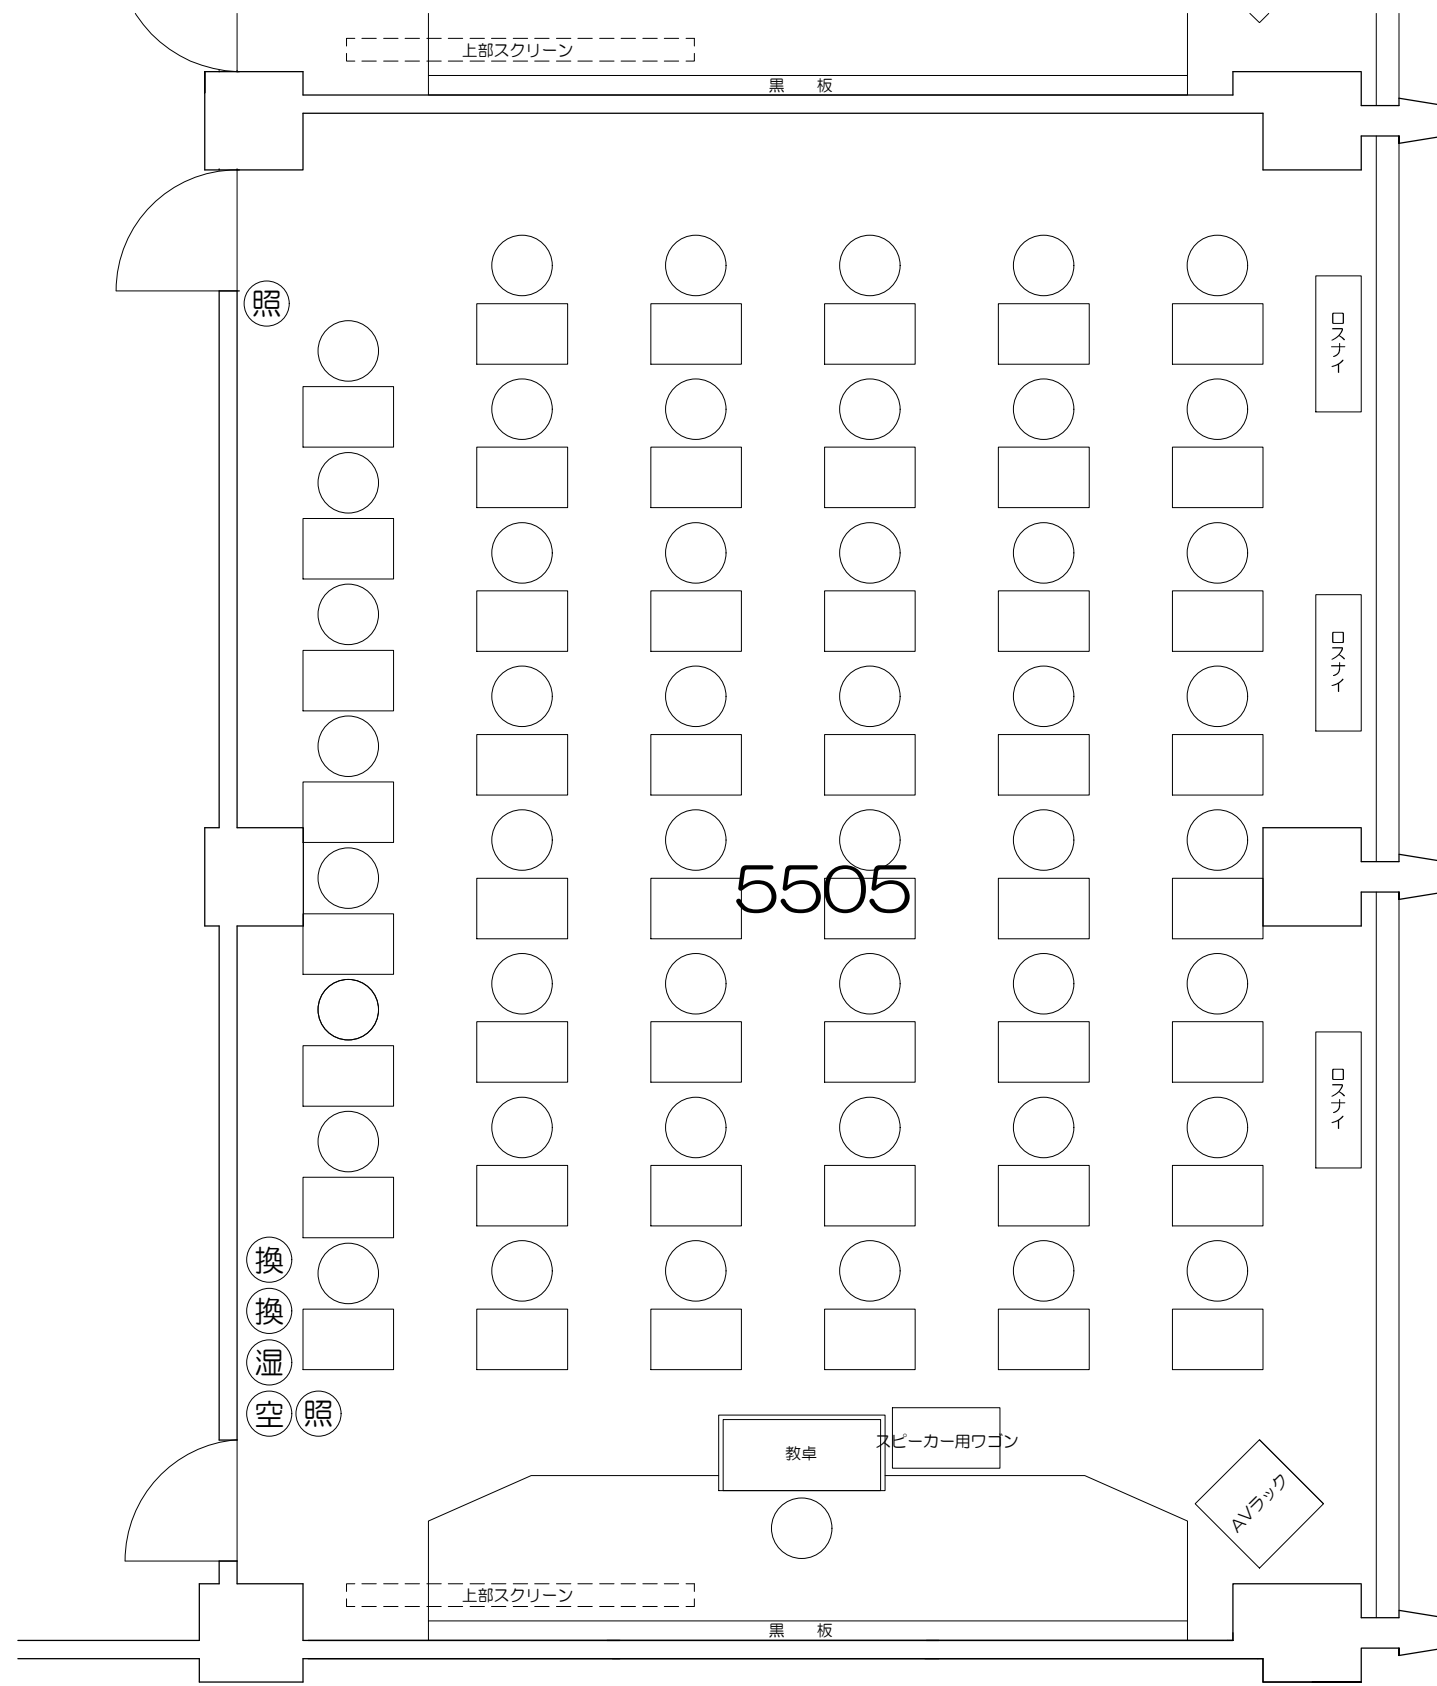 上部スクリーン
黒 板
照
ロスナイ
ロスナイ
5505
ロスナイ
換
換
湿
空 照
教卓
スピーカー用ワゴン
AVラック
上部スクリーン
黒 板